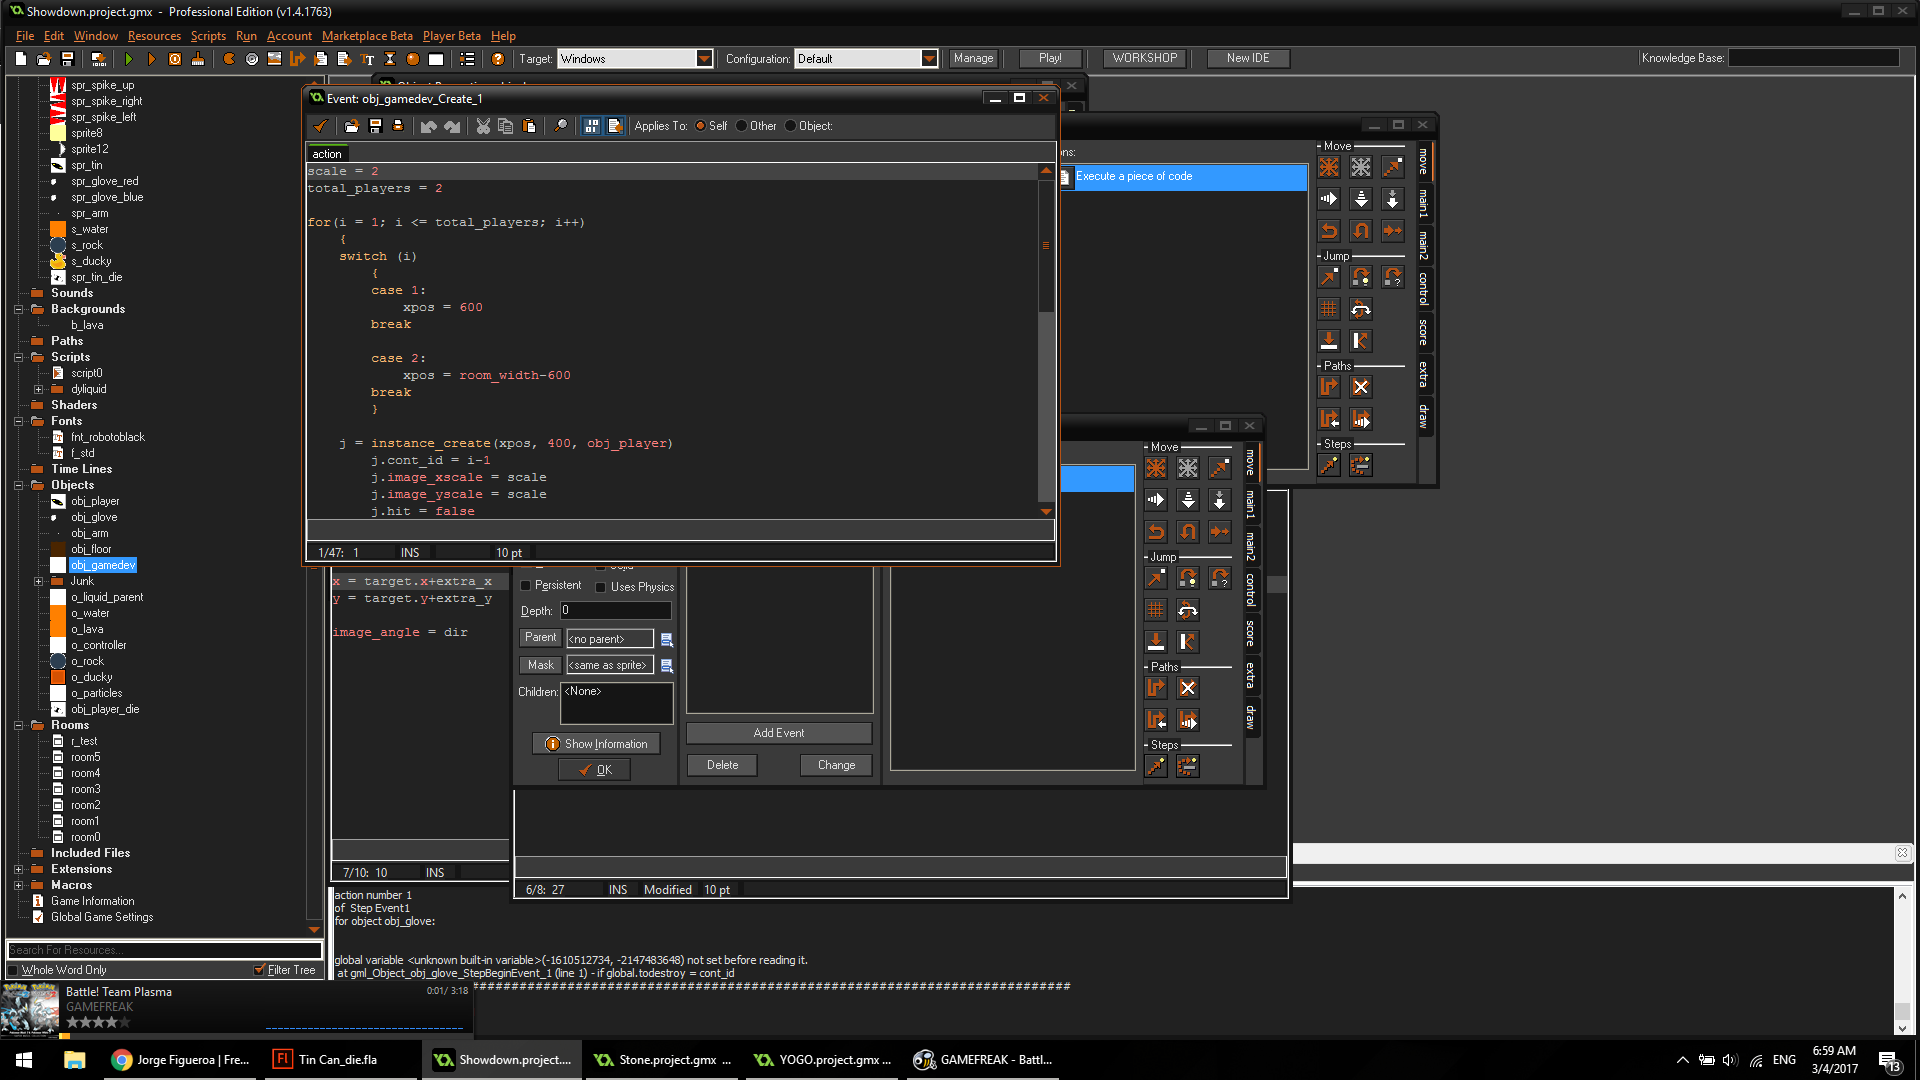 Showdown.project.gmx  -  Professional Edition (v1.4.1763)
File Edit Window Resources Scripts Run Account Marketplace Beta Player Beta Help
Target: Windows Configuration: Default Manage Play! WORKSHOP New IDE Knowledge Base:
spr_spike_up
spr_spike_right
spr_spike_left
sprite8
sprite12
spr_tin
spr_glove_red
spr_glove_blue
spr_arm
s_water
s_rock
s_ducky
spr_tin_die
Sounds
Backgrounds
b_lava
Paths
Scripts
script0
dyliquid
Shaders
Fonts
fnt_robotoblack
f_std
Time Lines
Objects
obj_player
obj_glove
obj_arm
obj_floor
obj_gamedev
Junk
o_liquid_parent
o_water
o_lava
o_controller
o_rock
o_ducky
o_particles
obj_player_die
Rooms
r_test
room5
room4
room3
room2
room1
room0
Included Files
Extensions
Macros
Game Information
Global Game Settings
Search For Resources...
Whole Word Only Filter Tree
Event: obj_gamedev_Create_1
Applies To: Self Other Object:
action
scale = 2
total_players = 2
for(i = 1; i <= total_players; i++)
{
switch (i)
{
case 1:
xpos = 600
break
case 2:
xpos = room_width-600
break
}
j = instance_create(xpos, 400, obj_player)
j.cont_id = i-1
j.image_xscale = scale
j.image_yscale = scale
j.hit = false
1/47: 1 INS 10 pt
ons:
Execute a piece of code
Move
Jump
Paths
Steps
move
main1
main2
control
score
extra
draw
Move
Jump
Paths
Steps
move
main1
main2
control
score
extra
draw
x = target.x+extra_x
y = target.y+extra_y
image_angle = dir
7/10: 10 INS
Persistent Uses Physics
Depth: 0
Parent <no parent>
Mask <same as sprite>
Children: <None>
Show Information
OK
Add Event
Delete Change
6/8: 27 INS Modified 10 pt
action number 1
of  Step Event1
for object obj_glove:
global variable <unknown built-in variable>(-1610512734, -2147483648) not set before reading it.
at gml_Object_obj_glove_StepBeginEvent_1 (line 1) - if global.todestroy = cont_id
Battle! Team Plasma 0:01/ 3:18
GAMEFREAK
Jorge Figueroa | Fre...
Tin Can_die.fla
Showdown.project....
Stone.project.gmx ...
YOGO.project.gmx ...
GAMEFREAK - Battl...
ENG
6:59 AM
3/4/2017
13